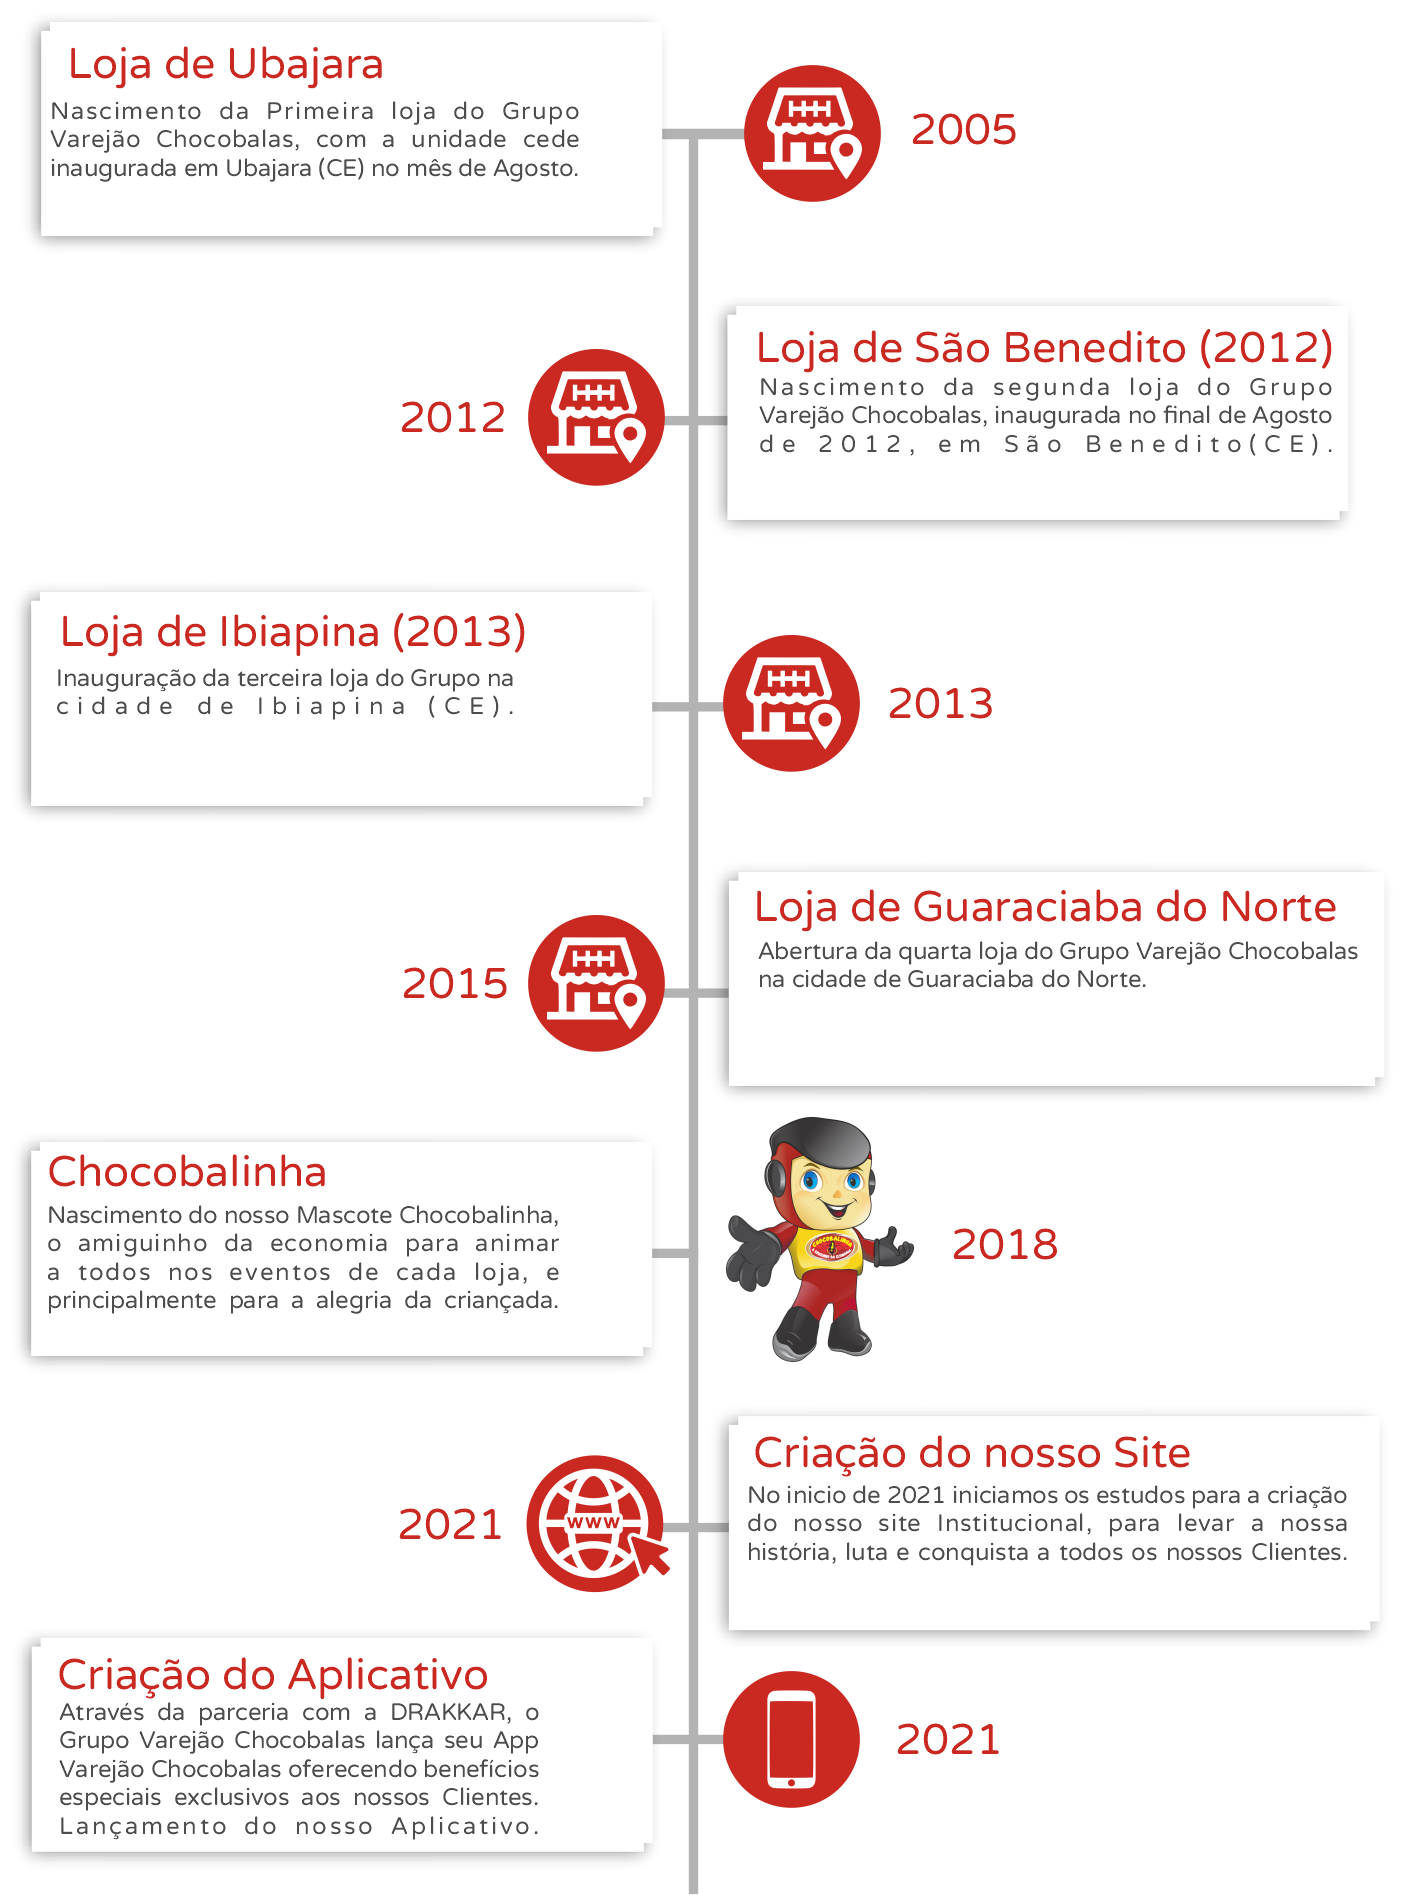 Loja de Ubajara
Nascimento da Primeira loja do Grupo
Varejão Chocobalas, com a unidade cede
inaugurada em Ubajara (CE) no mês de Agosto.
2005
2012
Loja de São Benedito (2012)
Nascimento da segunda loja do Grupo
Varejão Chocobalas, inaugurada no final de Agosto
de 2012, em São Benedito(CE).
Loja de Ibiapina (2013)
Inauguração da terceira loja do Grupo na
cidade de Ibiapina (CE).
2013
2015
Loja de Guaraciaba do Norte
Abertura da quarta loja do Grupo Varejão Chocobalas
na cidade de Guaraciaba do Norte.
Chocobalinha
Nascimento do nosso Mascote Chocobalinha,
o amiguinho da economia para animar
a todos nos eventos de cada loja, e
principalmente para a alegria da criançada.
CHOCOBALINHA
2018
2021
WWW
Criação do nosso Site
No inicio de 2021 iniciamos os estudos para a criação
do nosso site Institucional, para levar a nossa
história, luta e conquista a todos os nossos Clientes.
Criação do Aplicativo
Através da parceria com a DRAKKAR, o
Grupo Varejão Chocobalas lança seu App
Varejão Chocobalas oferecendo benefícios
especiais exclusivos aos nossos Clientes.
Lançamento do nosso Aplicativo.
2021